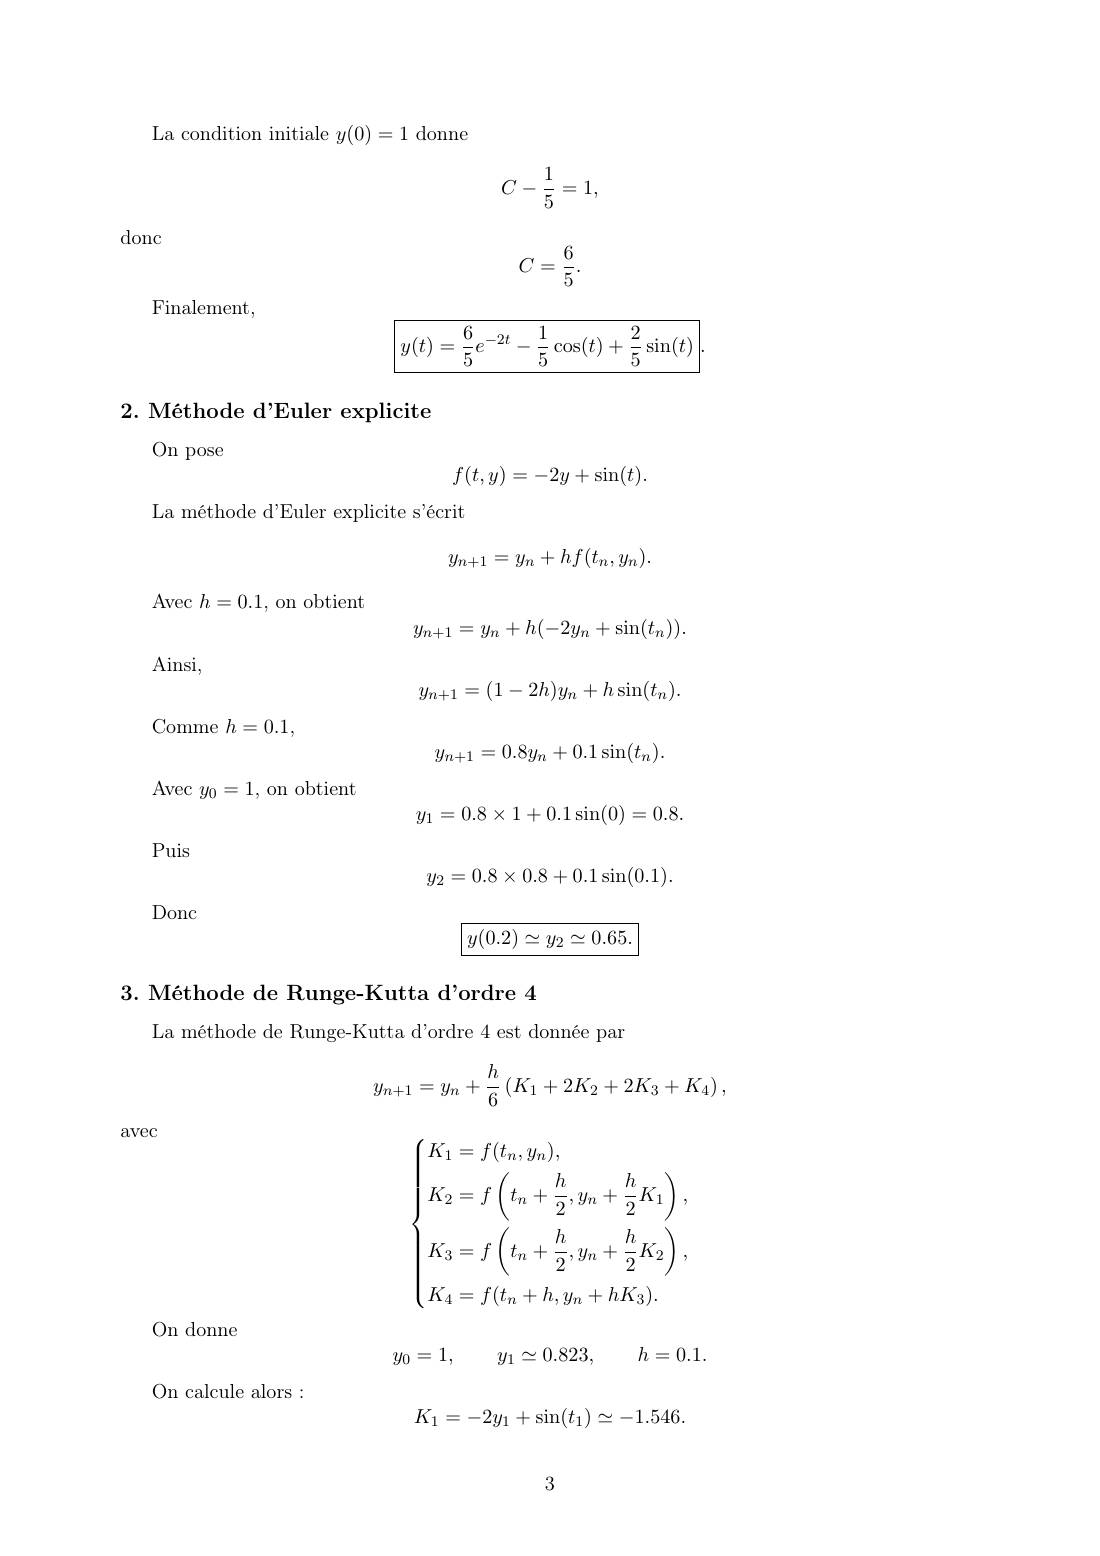 La condition initiale y(0) = 1 donne
C − 1/5 = 1,
donc
C = 6/5.
Finalement,
y(t) = 6/5 e^{−2t} − 1/5 cos(t) + 2/5 sin(t).
2. Méthode d'Euler explicite
On pose
f(t, y) = −2y + sin(t).
La méthode d'Euler explicite s'écrit
y_{n+1} = y_n + hf(t_n, y_n).
Avec h = 0.1, on obtient
y_{n+1} = y_n + h(−2y_n + sin(t_n)).
Ainsi,
y_{n+1} = (1 − 2h)y_n + h sin(t_n).
Comme h = 0.1,
y_{n+1} = 0.8y_n + 0.1 sin(t_n).
Avec y_0 = 1, on obtient
y_1 = 0.8 × 1 + 0.1 sin(0) = 0.8.
Puis
y_2 = 0.8 × 0.8 + 0.1 sin(0.1).
Donc
y(0.2) ≃ y_2 ≃ 0.65.
3. Méthode de Runge-Kutta d'ordre 4
La méthode de Runge-Kutta d'ordre 4 est donnée par
y_{n+1} = y_n + h/6 (K_1 + 2K_2 + 2K_3 + K_4),
avec
K_1 = f(t_n, y_n),
K_2 = f(t_n + h/2, y_n + h/2 K_1),
K_3 = f(t_n + h/2, y_n + h/2 K_2),
K_4 = f(t_n + h, y_n + hK_3).
On donne
y_0 = 1, y_1 ≃ 0.823, h = 0.1.
On calcule alors :
K_1 = −2y_1 + sin(t_1) ≃ −1.546.
3